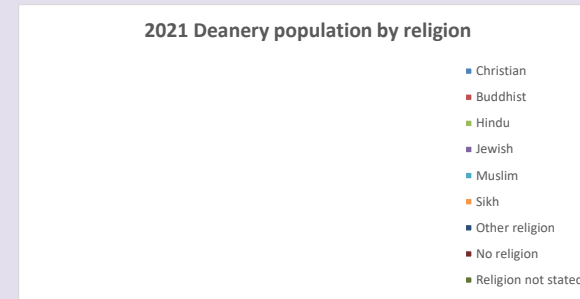 2021 Deanery population by religion
Christian
Buddhist
Hindu
Jewish
Muslim
Sikh
Other religion
No religion
Religion not stated